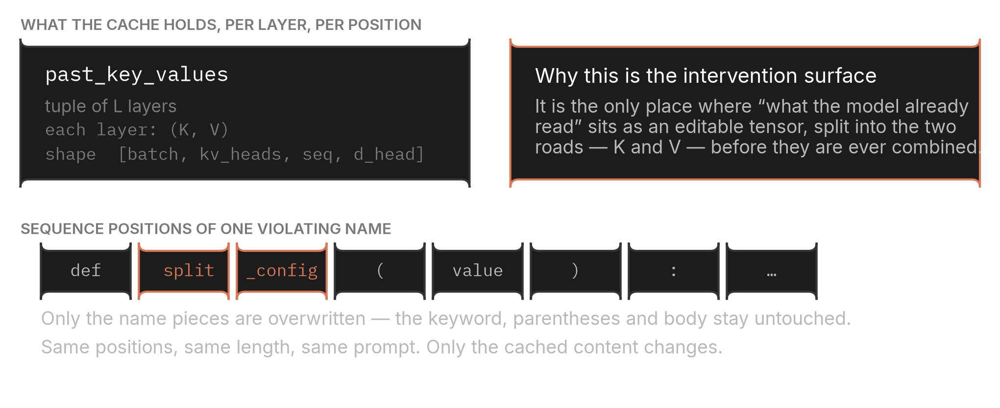 WHAT THE CACHE HOLDS, PER LAYER, PER POSITION
past_key_values
tuple of L layers
each layer: (K, V)
shape [batch, kv_heads, seq, d_head]
Why this is the intervention surface
It is the only place where “what the model already
read” sits as an editable tensor, split into the two
roads — K and V — before they are ever combined.
SEQUENCE POSITIONS OF ONE VIOLATING NAME
def split _config ( value ) : …
Only the name pieces are overwritten — the keyword, parentheses and body stay untouched.
Same positions, same length, same prompt. Only the cached content changes.